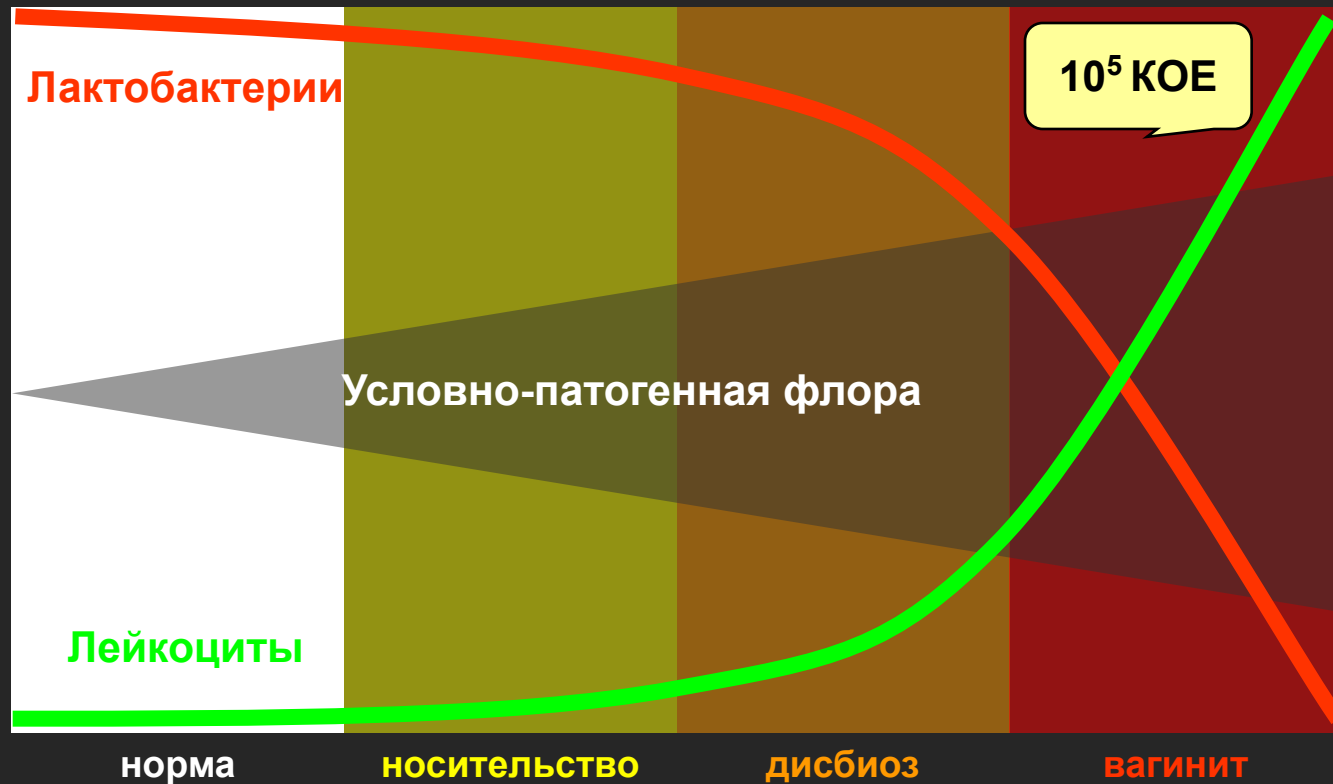 Лактобактерии
10⁵ КОЕ
Условно-патогенная флора
Лейкоциты
норма носительство дисбиоз вагинит